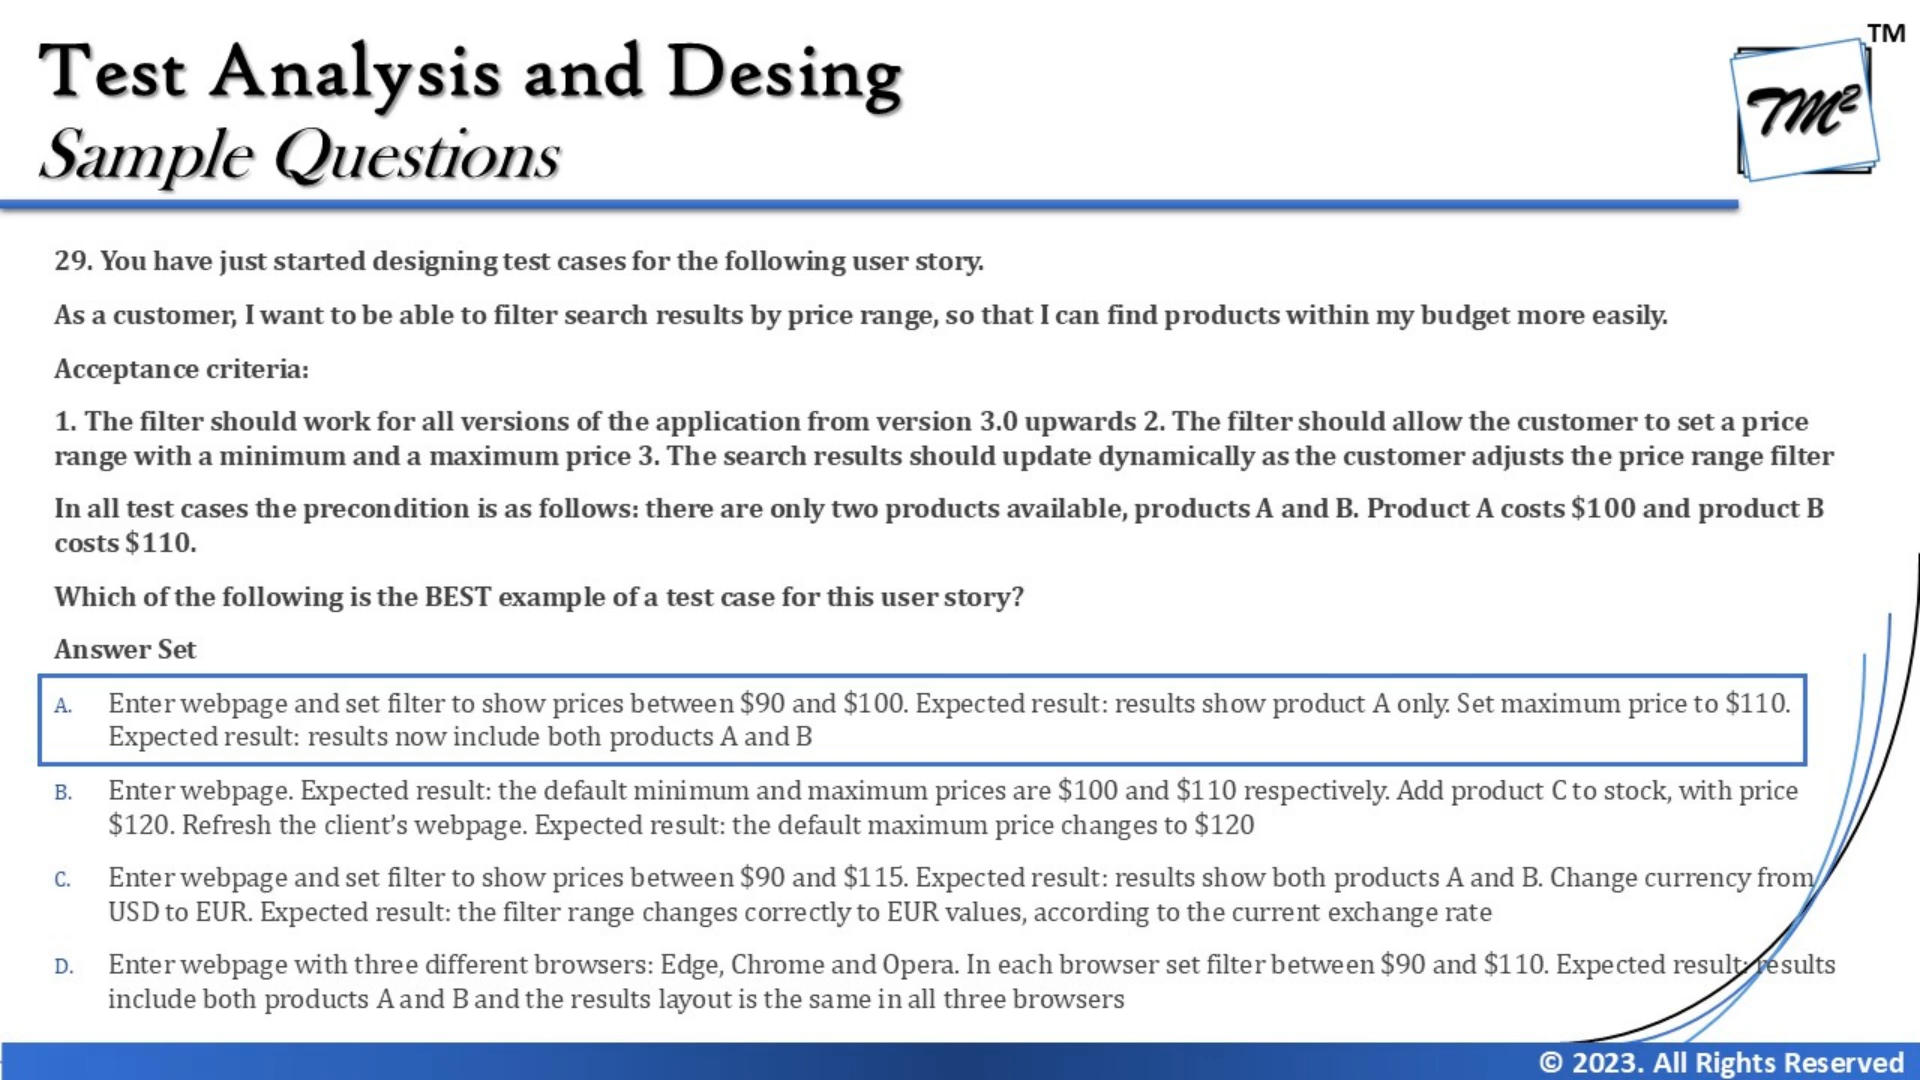 Test Analysis and Desing
Sample Questions
TM
TM²
29. You have just started designing test cases for the following user story.
As a customer, I want to be able to filter search results by price range, so that I can find products within my budget more easily.
Acceptance criteria:
1. The filter should work for all versions of the application from version 3.0 upwards 2. The filter should allow the customer to set a price
range with a minimum and a maximum price 3. The search results should update dynamically as the customer adjusts the price range filter
In all test cases the precondition is as follows: there are only two products available, products A and B. Product A costs $100 and product B
costs $110.
Which of the following is the BEST example of a test case for this user story?
Answer Set
A. Enter webpage and set filter to show prices between $90 and $100. Expected result: results show product A only. Set maximum price to $110.
Expected result: results now include both products A and B
B. Enter webpage. Expected result: the default minimum and maximum prices are $100 and $110 respectively. Add product C to stock, with price
$120. Refresh the client's webpage. Expected result: the default maximum price changes to $120
C. Enter webpage and set filter to show prices between $90 and $115. Expected result: results show both products A and B. Change currency from
USD to EUR. Expected result: the filter range changes correctly to EUR values, according to the current exchange rate
D. Enter webpage with three different browsers: Edge, Chrome and Opera. In each browser set filter between $90 and $110. Expected result: results
include both products A and B and the results layout is the same in all three browsers
© 2023. All Rights Reserved